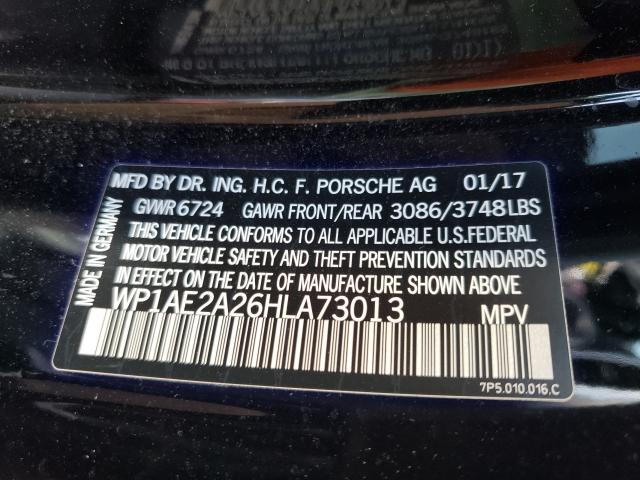 MFD BY DR. ING. H.C. F. PORSCHE AG 01/17
GVWR 6724 GAWR FRONT/REAR 3086/3748LBS
THIS VEHICLE CONFORMS TO ALL APPLICABLE U.S.FEDERAL
MOTOR VEHICLE SAFETY AND THEFT PREVENTION STANDARDS
IN EFFECT ON THE DATE OF MANUFACTURE SHOWN ABOVE
WP1AE2A26HLA73013 MPV
7P5.010.016.C
MADE IN GERMANY